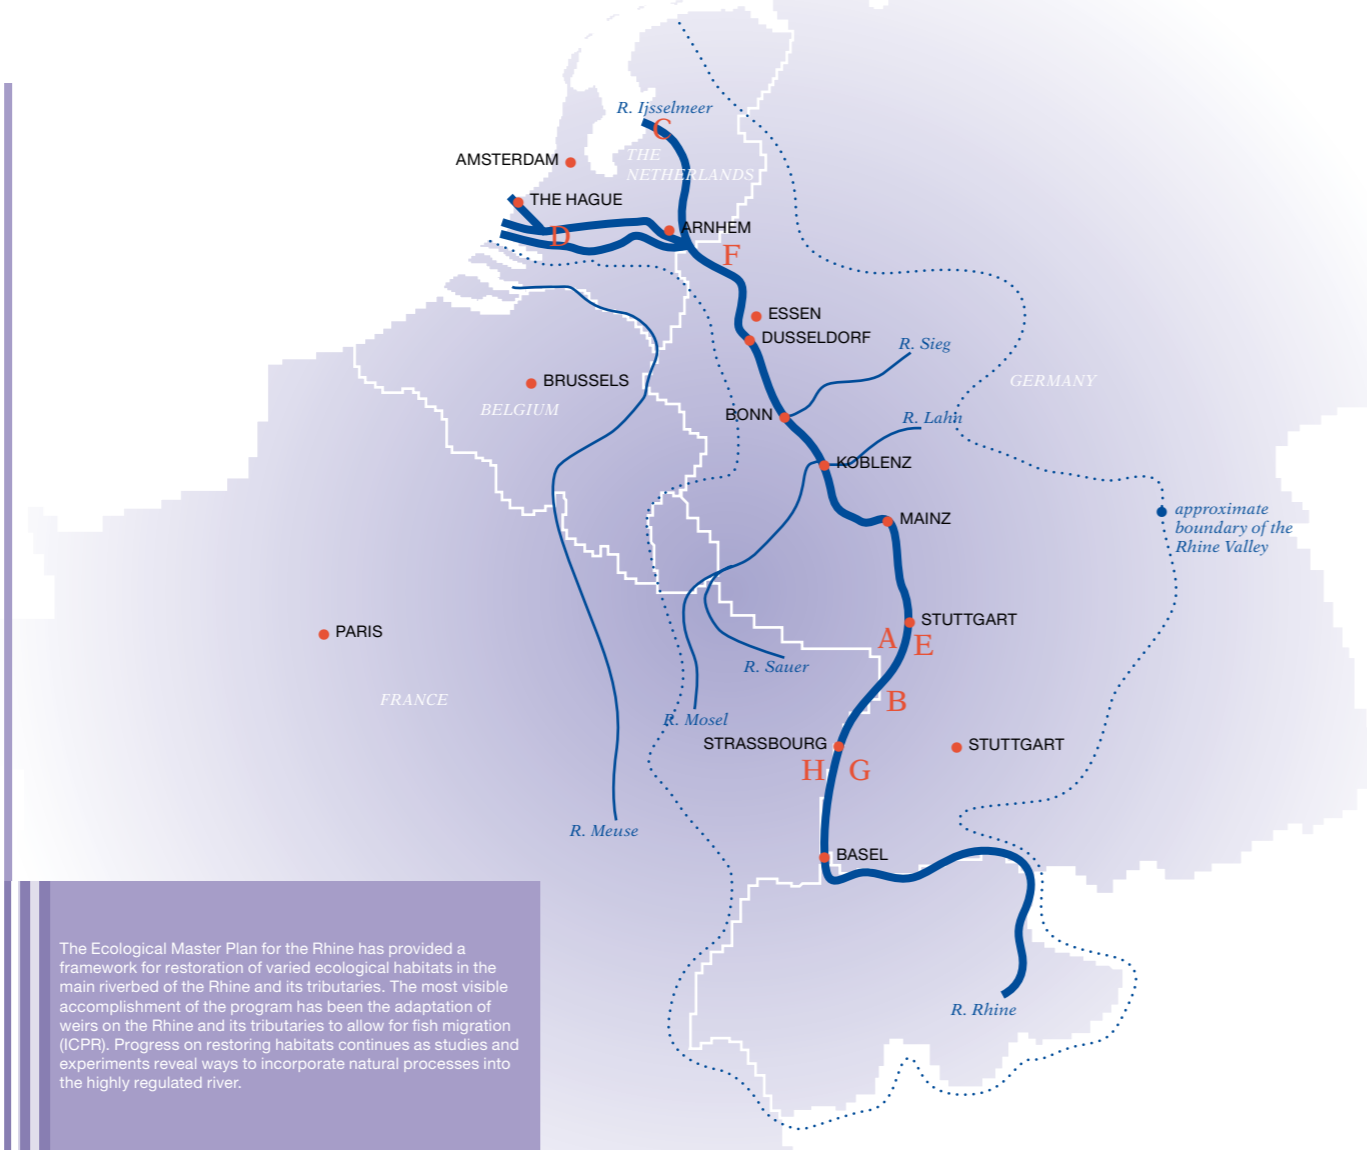 R. Ijsselmeer
C
THE
NETHERLANDS
AMSTERDAM
THE HAGUE
D
ARNHEM
F
ESSEN
DUSSELDORF
R. Sieg
GERMANY
BRUSSELS
BELGIUM
BONN
R. Lahn
KOBLENZ
MAINZ
approximate
boundary of the
Rhine Valley
PARIS
STUTTGART
A
E
R. Sauer
FRANCE
B
R. Mosel
STRASSBOURG
STUTTGART
H
G
R. Meuse
BASEL
R. Rhine
The Ecological Master Plan for the Rhine has provided a
framework for restoration of varied ecological habitats in the
main riverbed of the Rhine and its tributaries. The most visible
accomplishment of the program has been the adaptation of
weirs on the Rhine and its tributaries to allow for fish migration
(ICPR). Progress on restoring habitats continues as studies and
experiments reveal ways to incorporate natural processes into
the highly regulated river.